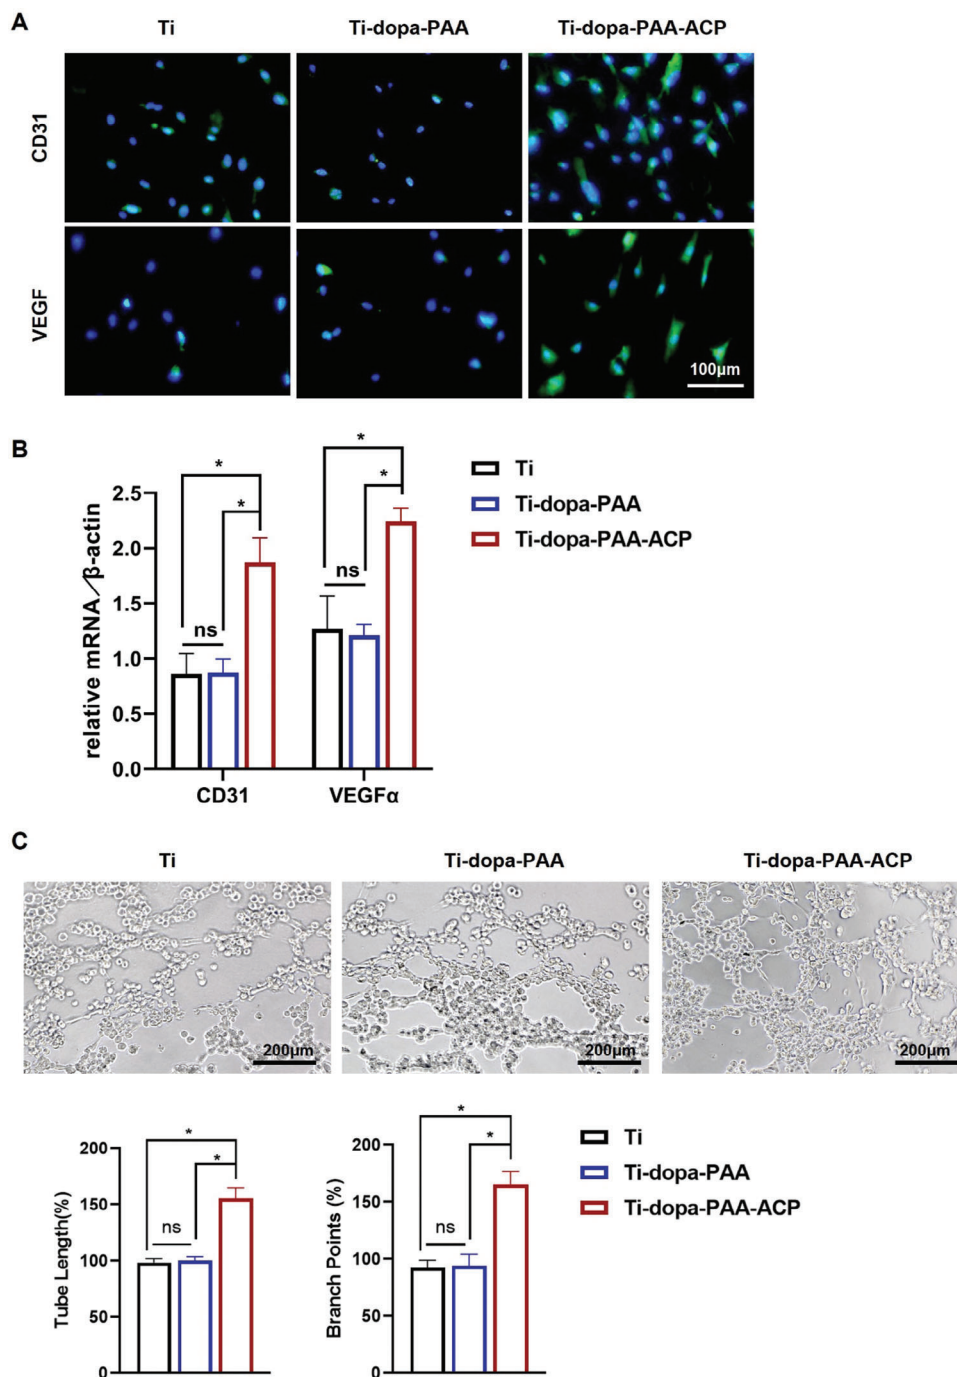 A
Ti
Ti-dopa-PAA
Ti-dopa-PAA-ACP
CD31
VEGF
100μm
B
relative mRNA/β-actin
2.5
2.0
1.5
1.0
0.5
0.0
*
*
ns
*
*
ns
CD31
VEGFα
Ti
Ti-dopa-PAA
Ti-dopa-PAA-ACP
C
Ti
Ti-dopa-PAA
Ti-dopa-PAA-ACP
200μm
200μm
200μm
Tube Length(%)
200
150
100
50
0
*
*
ns
Branch Points (%)
200
150
100
50
0
*
*
ns
Ti
Ti-dopa-PAA
Ti-dopa-PAA-ACP